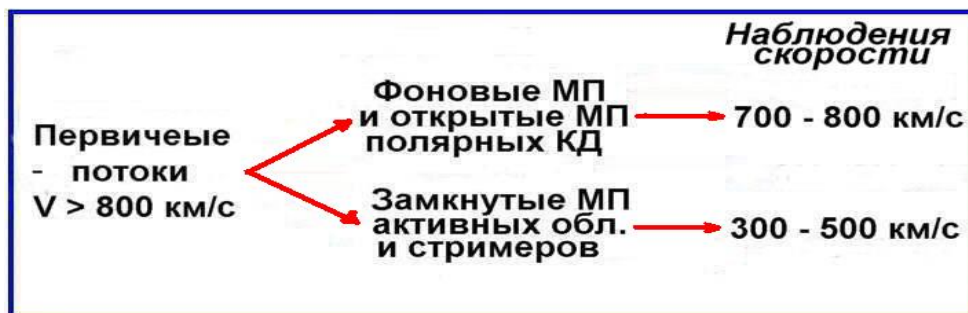 Наблюдения
скорости
Первичеые
- потоки
V > 800 км/с
Фоновые МП
и открытые МП
полярных КД
700 - 800 км/с
Замкнутые МП
активных обл.
и стримеров
300 - 500 км/с